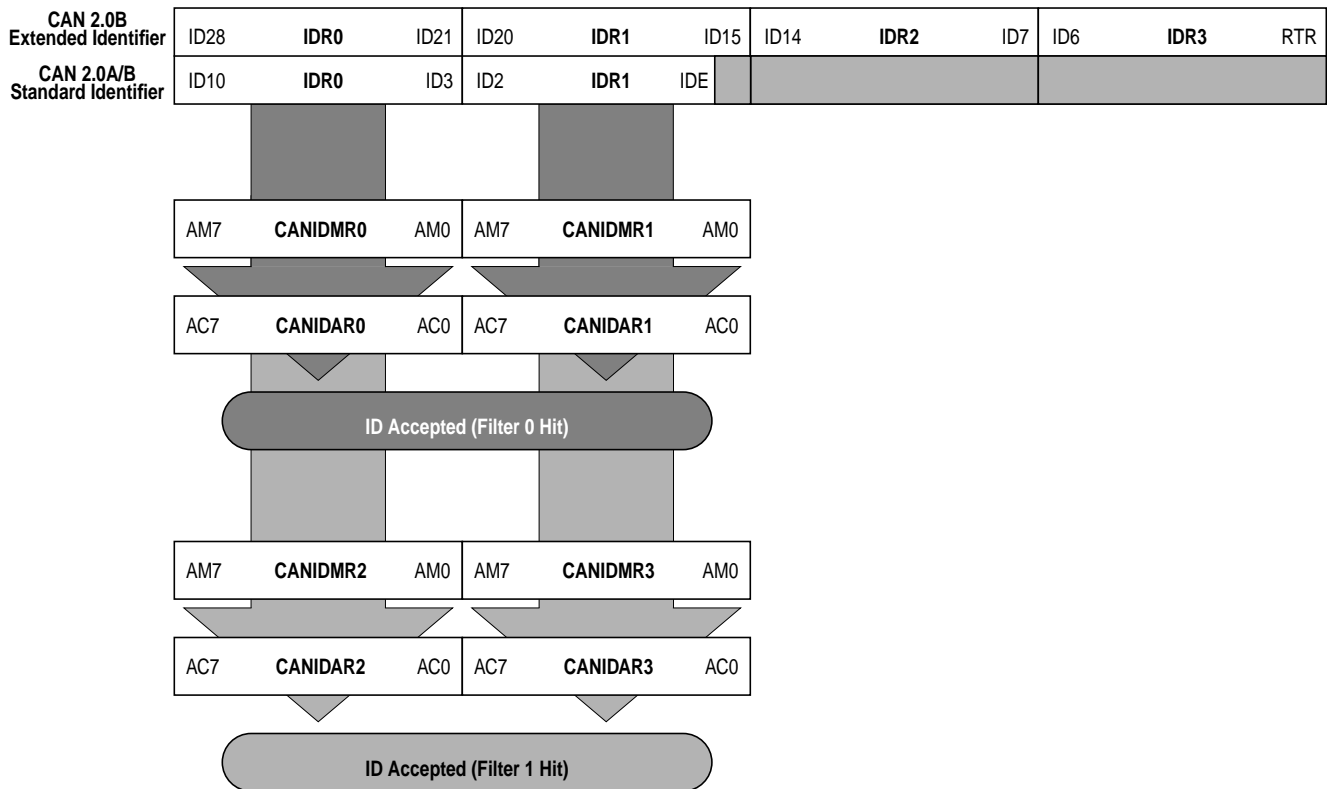 CAN 2.0B
Extended Identifier
ID28 IDR0 ID21 ID20 IDR1 ID15 ID14 IDR2 ID7 ID6 IDR3 RTR
CAN 2.0A/B
Standard Identifier
ID10 IDR0 ID3 ID2 IDR1 IDE
AM7 CANIDMR0 AM0 AM7 CANIDMR1 AM0
AC7 CANIDAR0 AC0 AC7 CANIDAR1 AC0
ID Accepted (Filter 0 Hit)
AM7 CANIDMR2 AM0 AM7 CANIDMR3 AM0
AC7 CANIDAR2 AC0 AC7 CANIDAR3 AC0
ID Accepted (Filter 1 Hit)